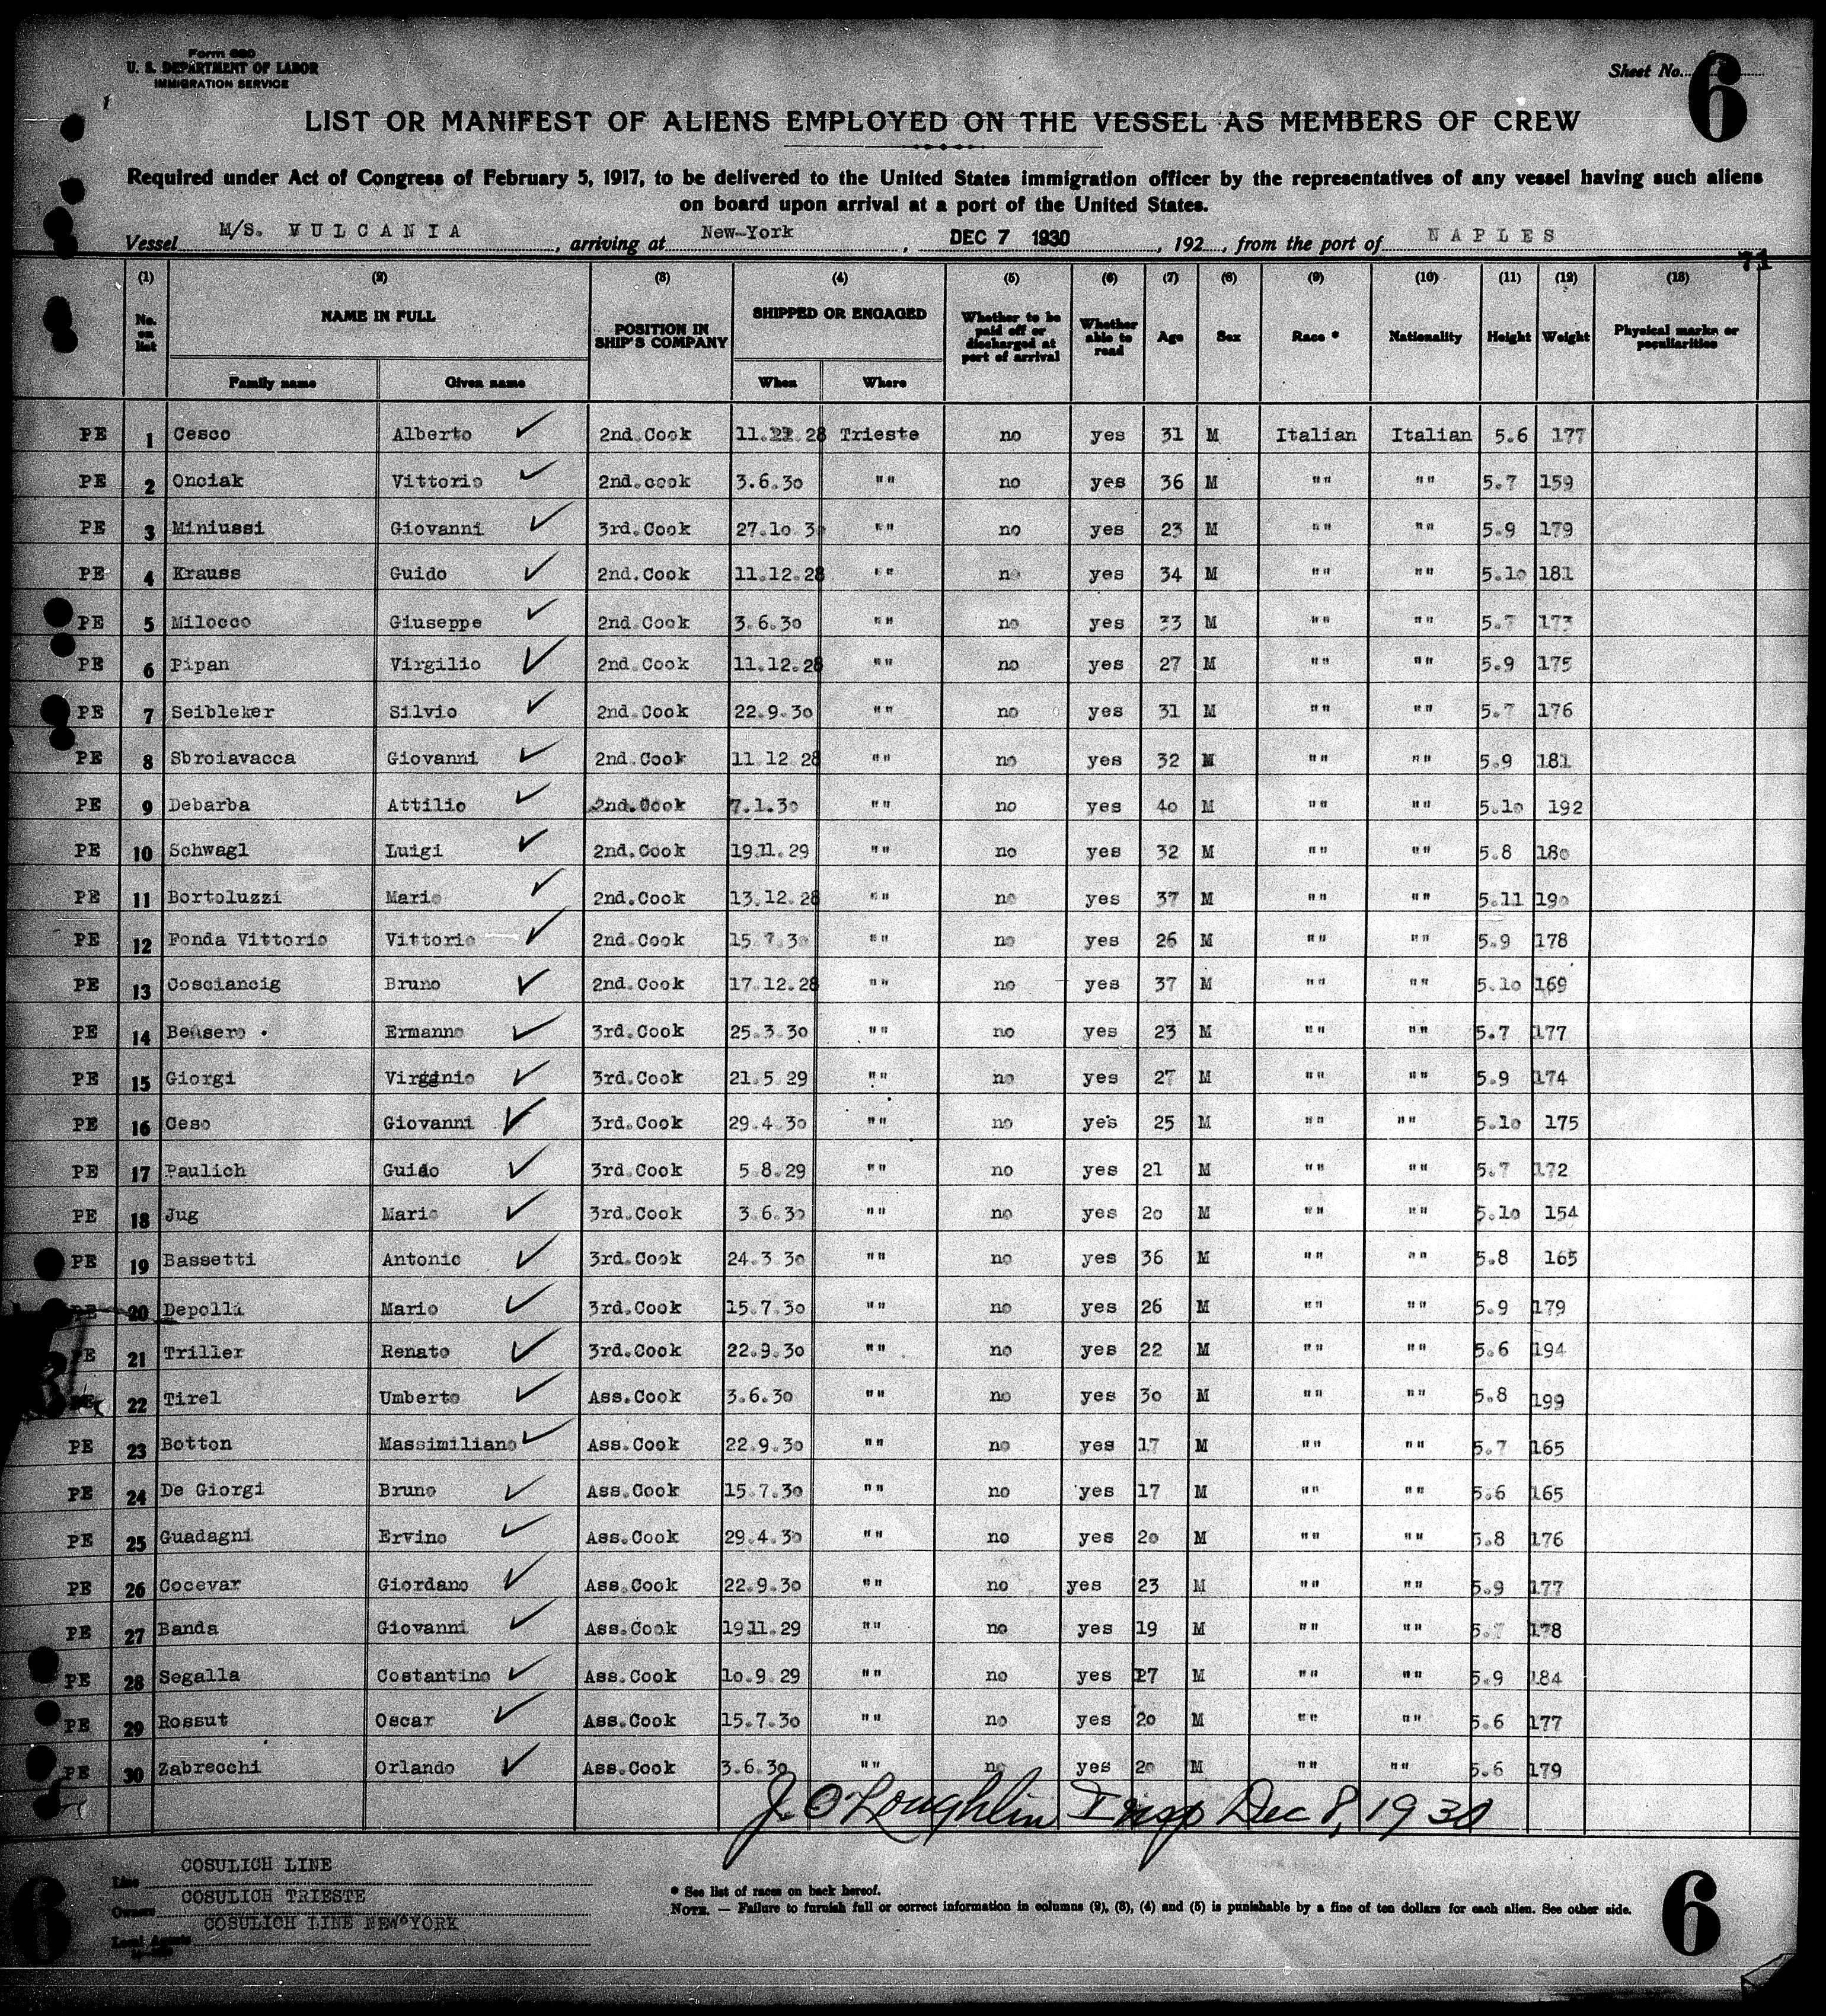 Form 680
U. S. DEPARTMENT OF LABOR
IMMIGRATION SERVICE
Sheet No. 6
LIST OR MANIFEST OF ALIENS EMPLOYED ON THE VESSEL AS MEMBERS OF CREW
Required under Act of Congress of February 5, 1917, to be delivered to the United States immigration officer by the representatives of any vessel having such aliens
on board upon arrival at a port of the United States.
Vessel M/S. VULCANIA, arriving at New-York, DEC 7 1930, 192, from the port of NAPLES
71
(1) (2) (3) (4) (5) (6) (7) (8) (9) (10) (11) (12) (13)
No. on list NAME IN FULL POSITION IN SHIP'S COMPANY SHIPPED OR ENGAGED Whether to be paid off or discharged at port of arrival Whether able to read Age Sex Race * Nationality Height Weight Physical marks or peculiarities
Family name Given name When Where
PE 1 Cesco Alberto ✓ 2nd.Cook 11.12.28 Trieste no yes 31 M Italian Italian 5.6 177
PE 2 Onciak Vittorio ✓ 2nd.cook 3.6.30 "" no yes 36 M "" "" 5.7 159
PE 3 Miniussi Giovanni ✓ 3rd.Cook 27.10 30 "" no yes 23 M "" "" 5.9 179
PE 4 Krauss Guido ✓ 2nd.Cook 11.12.28 "" no yes 34 M "" "" 5.10 181
PE 5 Milocco Giuseppe ✓ 2nd.Cook 3.6.30 "" no yes 33 M "" "" 5.7 173
PE 6 Pipan Virgilio ✓ 2nd.Cook 11.12.28 "" no yes 27 M "" "" 5.9 175
PE 7 Seibleker Silvio ✓ 2nd.Cook 22.9.30 "" no yes 31 M "" "" 5.7 176
PE 8 Sbroiavacca Giovanni ✓ 2nd.Cook 11 12 28 "" no yes 32 M "" "" 5.9 181
PE 9 Debarba Attilio ✓ 2nd.Cook 7.1.30 "" no yes 40 M "" "" 5.10 192
PE 10 Schwagl Luigi ✓ 2nd.Cook 19.11.29 "" no yes 32 M "" "" 5.8 180
PE 11 Bortoluzzi Mario ✓ 2nd.Cook 13.12.28 "" no yes 37 M "" "" 5.11 190
PE 12 Fonda Vittorio Vittorio ✓ 2nd.Cook 15.7.30 "" no yes 26 M "" "" 5.9 178
PE 13 Cosciancig Bruno ✓ 2nd.Cook 17.12.28 "" no yes 37 M "" "" 5.10 169
PE 14 Bensero Ermanno ✓ 3rd.Cook 25.3.30 "" no yes 23 M "" "" 5.7 177
PE 15 Giorgi Virginio ✓ 3rd.Cook 21.5 29 "" no yes 27 M "" "" 5.9 174
PE 16 Ceso Giovanni ✓ 3rd.Cook 29.4.30 "" no yes 25 M "" "" 5.10 175
PE 17 Paulich Guido ✓ 3rd.Cook 5 8.29 "" no yes 21 M "" "" 5.7 172
PE 18 Jug Mario ✓ 3rd.Cook 3.6.30 "" no yes 20 M "" "" 5.10 154
PE 19 Bassetti Antonio ✓ 3rd.Cook 24.3 30 "" no yes 36 M "" "" 5.8 165
PE 20 Depolla Mario ✓ 3rd.Cook 15.7.30 "" no yes 26 M "" "" 5.9 179
PE 21 Triller Renato ✓ 3rd.Cook 22.9.30 "" no yes 22 M "" "" 5.6 194
PE 22 Tirel Umberto ✓ Ass.Cook 3.6.30 "" no yes 30 M "" "" 5.8 199
PE 23 Botton Massimiliano ✓ Ass.Cook 22.9.30 "" no yes 17 M "" "" 5.7 165
PE 24 De Giorgi Bruno ✓ Ass.Cook 15.7.30 "" no yes 17 M "" "" 5.6 165
PE 25 Guadagni Ervino ✓ Ass.Cook 29.4.30 "" no yes 20 M "" "" 5.8 176
PE 26 Cocevar Giordano ✓ Ass.Cook 22.9.30 "" no yes 23 M "" "" 5.9 177
PE 27 Banda Giovanni ✓ Ass.Cook 19.11.29 "" no yes 19 M "" "" 5.7 178
PE 28 Segalla Costantino ✓ Ass.Cook 10.9.29 "" no yes 27 M "" "" 5.9 184
PE 29 Rossut Oscar ✓ Ass.Cook 15.7.30 "" no yes 20 M "" "" 5.6 177
PE 30 Zabrecchi Orlando ✓ Ass.Cook 3.6.30 "" no yes 20 M "" "" 5.6 179
J. O'Loughlin Insp Dec 8, 1930
Line COSULICH LINE
Owners COSULICH TRIESTE
Local Agents COSULICH LINE NEW YORK
* See list of races on back hereof.
NOTE. — Failure to furnish full or correct information in columns (2), (3), (4) and (5) is punishable by a fine of ten dollars for each alien. See other side.
6
6